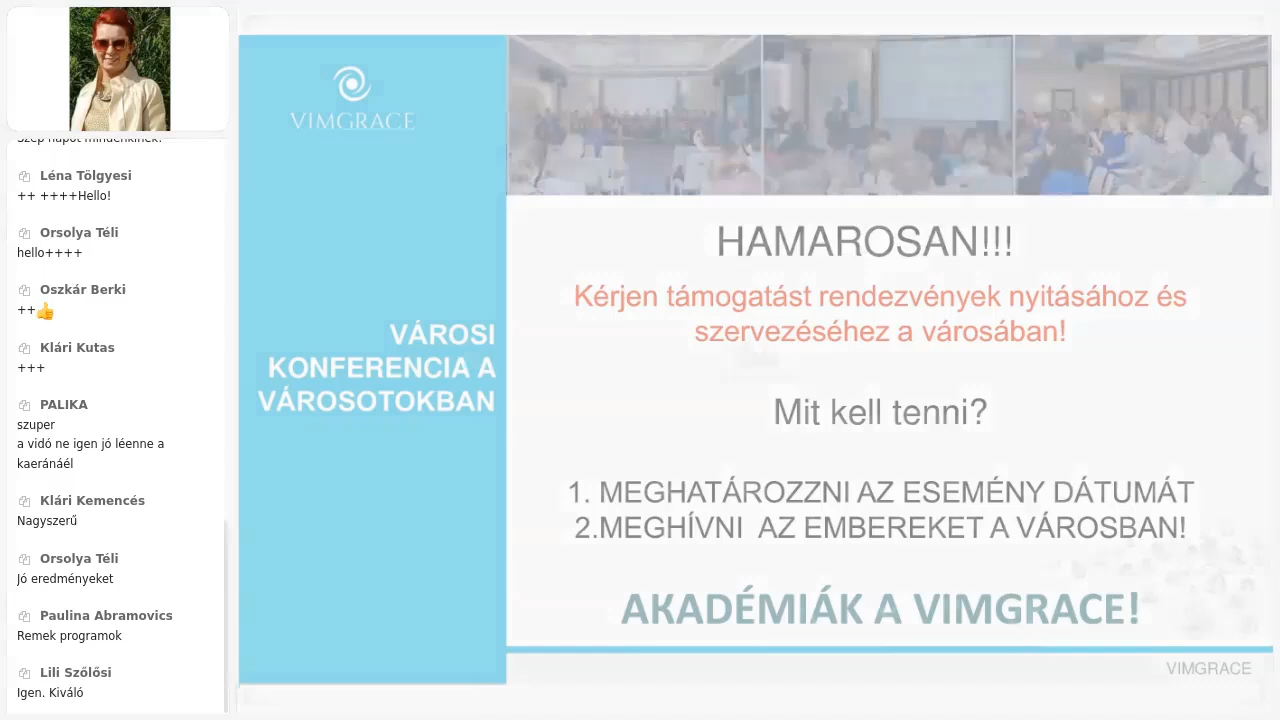 Szép napot mindenkinek!
Léna Tölgyesi
++ ++++Hello!
Orsolya Téli
hello++++
Oszkár Berki
++👍
Klári Kutas
+++
PALIKA
szuper
a vidó ne igen jó léenne a
kaeránáél
Klári Kemencés
Nagyszerű
Orsolya Téli
Jó eredményeket
Paulina Abramovics
Remek programok
Lili Szőlősi
Igen. Kiváló
VIMGRACE
VÁROSI
KONFERENCIA A
VÁROSOTOKBAN
HAMAROSAN!!!
Kérjen támogatást rendezvények nyitásához és
szervezéséhez a városában!
Mit kell tenni?
1. MEGHATÁROZZNI AZ ESEMÉNY DÁTUMÁT
2.MEGHÍVNI AZ EMBEREKET A VÁROSBAN!
AKADÉMIÁK A VIMGRACE!
VIMGRACE